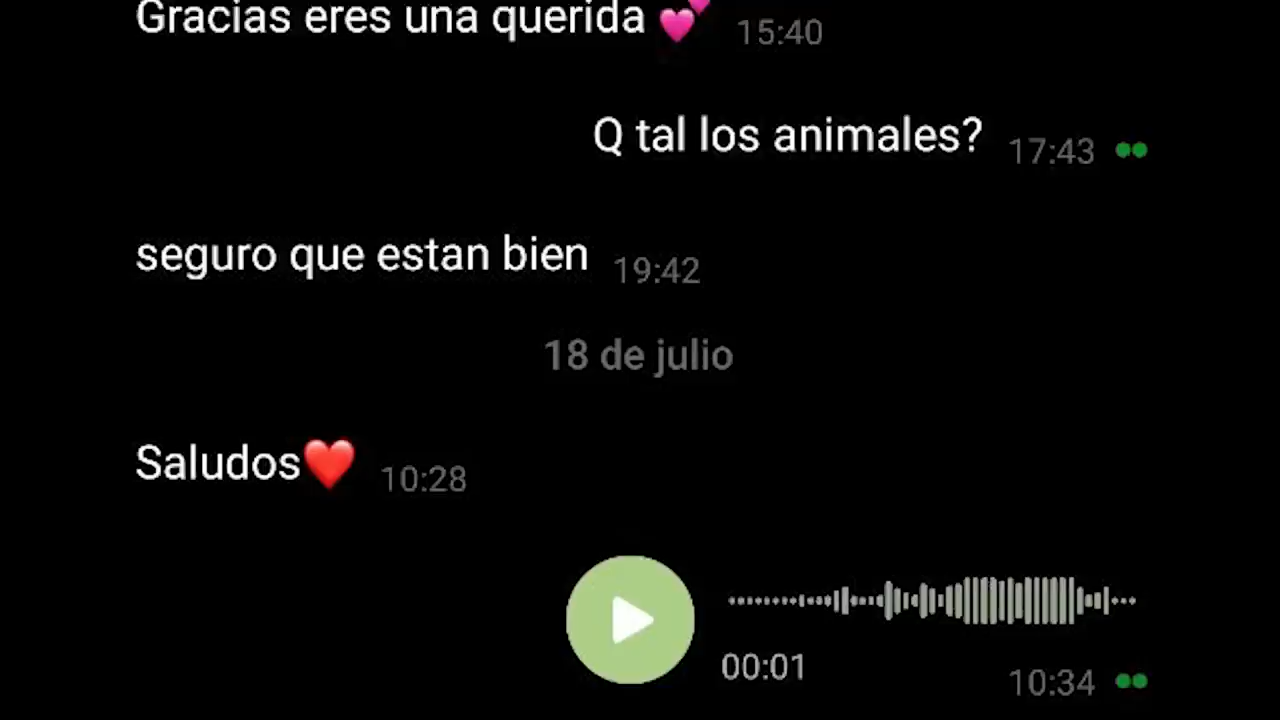 Gracias eres una querida 💕 15:40
Q tal los animales? 17:43
seguro que estan bien 19:42
18 de julio
Saludos❤️ 10:28
00:01 10:34